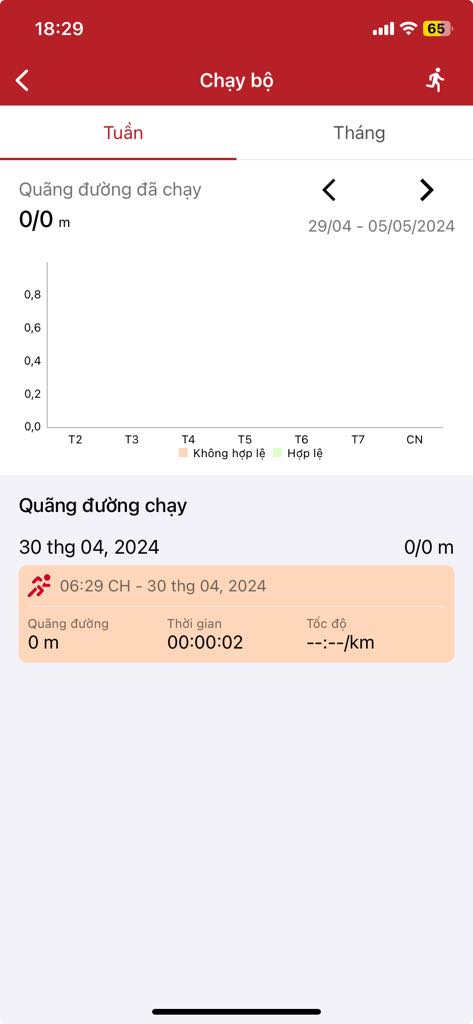 18:29
65
Chạy bộ
Tuần
Tháng
Quãng đường đã chạy
0/0 m
29/04 - 05/05/2024
0,8
0,6
0,4
0,2
0,0
T2 T3 T4 T5 T6 T7 CN
Không hợp lệ Hợp lệ
Quãng đường chạy
30 thg 04, 2024 0/0 m
06:29 CH - 30 thg 04, 2024
Quãng đường Thời gian Tốc độ
0 m 00:00:02 --:--/km